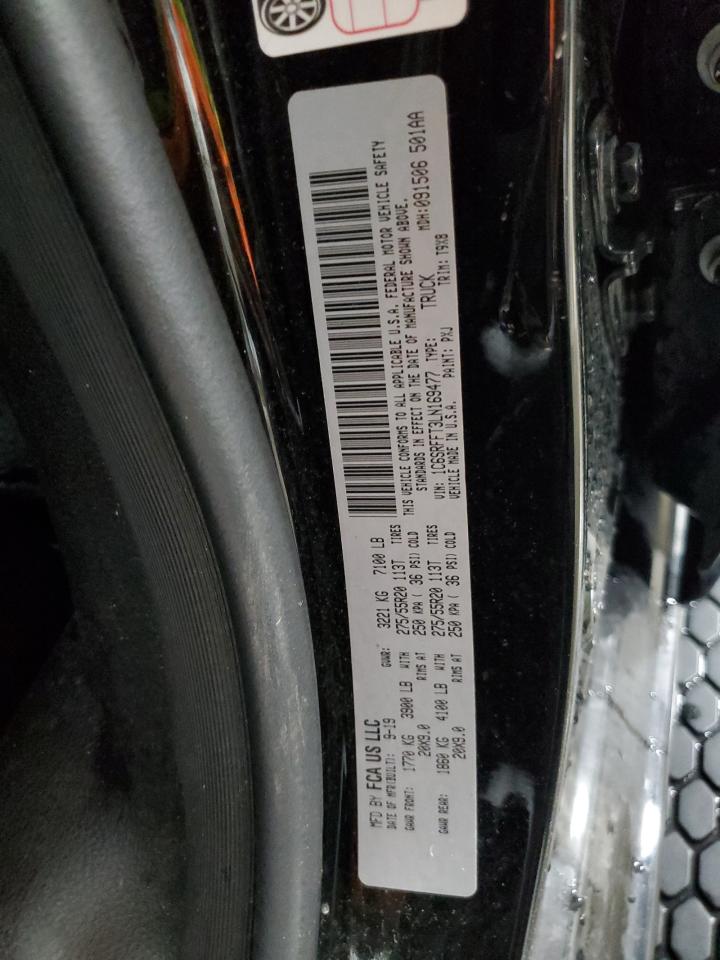 MFD BY FCA US LLC
DATE OF MFR(BUILT): 9-19 GVWR: 3221 KG 7100 LB
GAWR FRONT: 1770 KG 3900 LB WITH 275/55R20 113T TIRES
20X9.0 RIMS AT 250 KPA ( 36 PSI) COLD
GAWR REAR: 1860 KG 4100 LB WITH 275/55R20 113T TIRES
20X9.0 RIMS AT 250 KPA ( 36 PSI) COLD
THIS VEHICLE CONFORMS TO ALL APPLICABLE U.S.A. FEDERAL MOTOR VEHICLE SAFETY
STANDARDS IN EFFECT ON THE DATE OF MANUFACTURE SHOWN ABOVE.
VIN: 1C6SRFFT3LN169477 TYPE: TRUCK MDH:091506 501AA
VEHICLE MADE IN U.S.A. PAINT: PXJ TRIM: T9X8